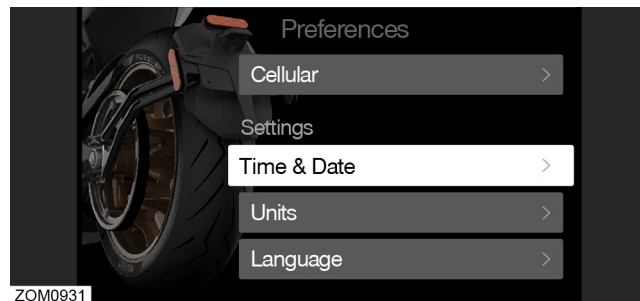 Preferences
Cellular
Settings
Time & Date
Units
Language
ZOM0931